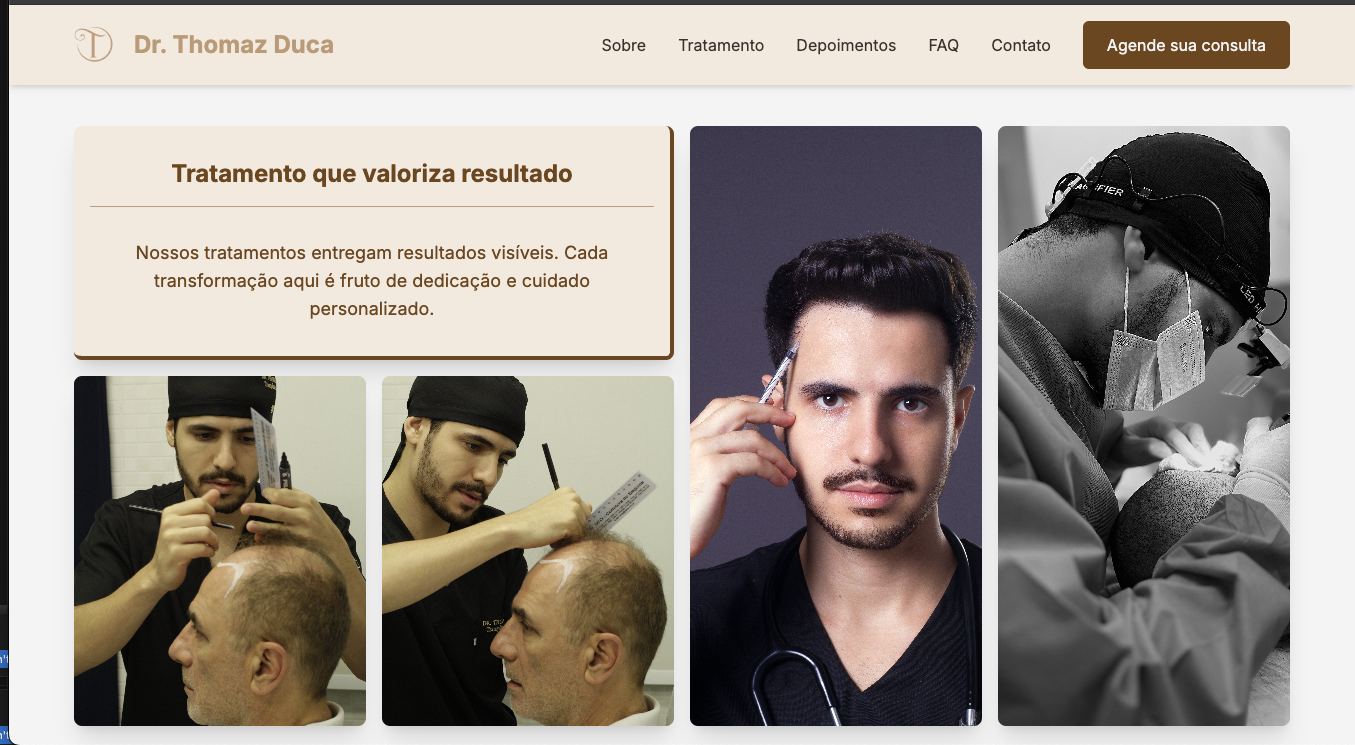 Dr. Thomaz Duca
Sobre
Tratamento
Depoimentos
FAQ
Contato
Agende sua consulta
Tratamento que valoriza resultado
Nossos tratamentos entregam resultados visíveis. Cada
transformação aqui é fruto de dedicação e cuidado
personalizado.